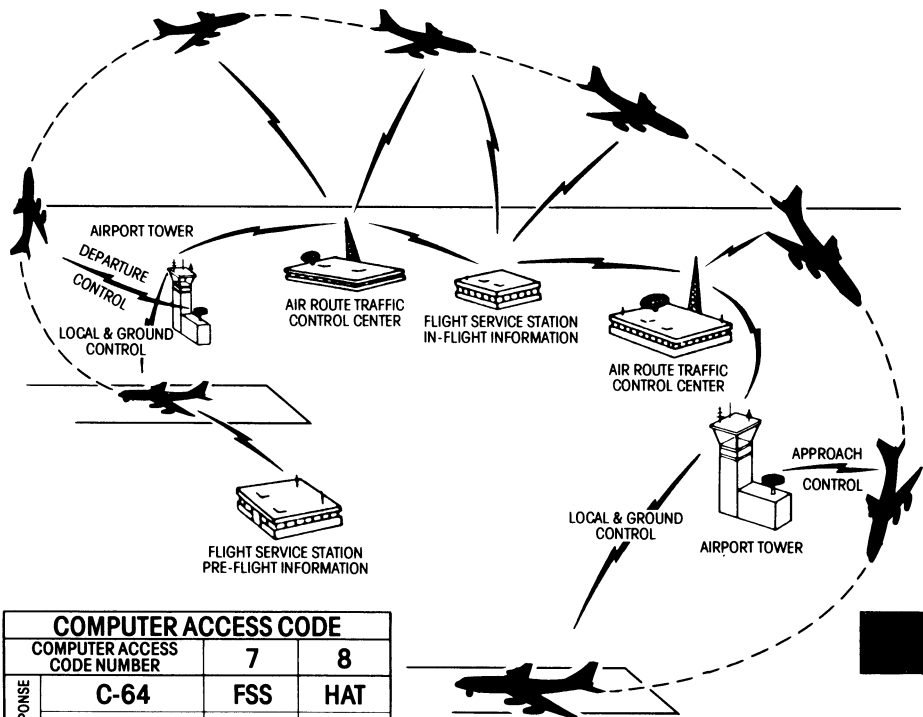 AIRPORT TOWER
DEPARTURE
CONTROL
LOCAL & GROUND
CONTROL
AIR ROUTE TRAFFIC
CONTROL CENTER
FLIGHT SERVICE STATION
IN-FLIGHT INFORMATION
AIR ROUTE TRAFFIC
CONTROL CENTER
APPROACH
CONTROL
LOCAL & GROUND
CONTROL
AIRPORT TOWER
FLIGHT SERVICE STATION
PRE-FLIGHT INFORMATION
COMPUTER ACCESS CODE
COMPUTER ACCESS
CODE NUMBER
7
8
C-64
FSS
HAT